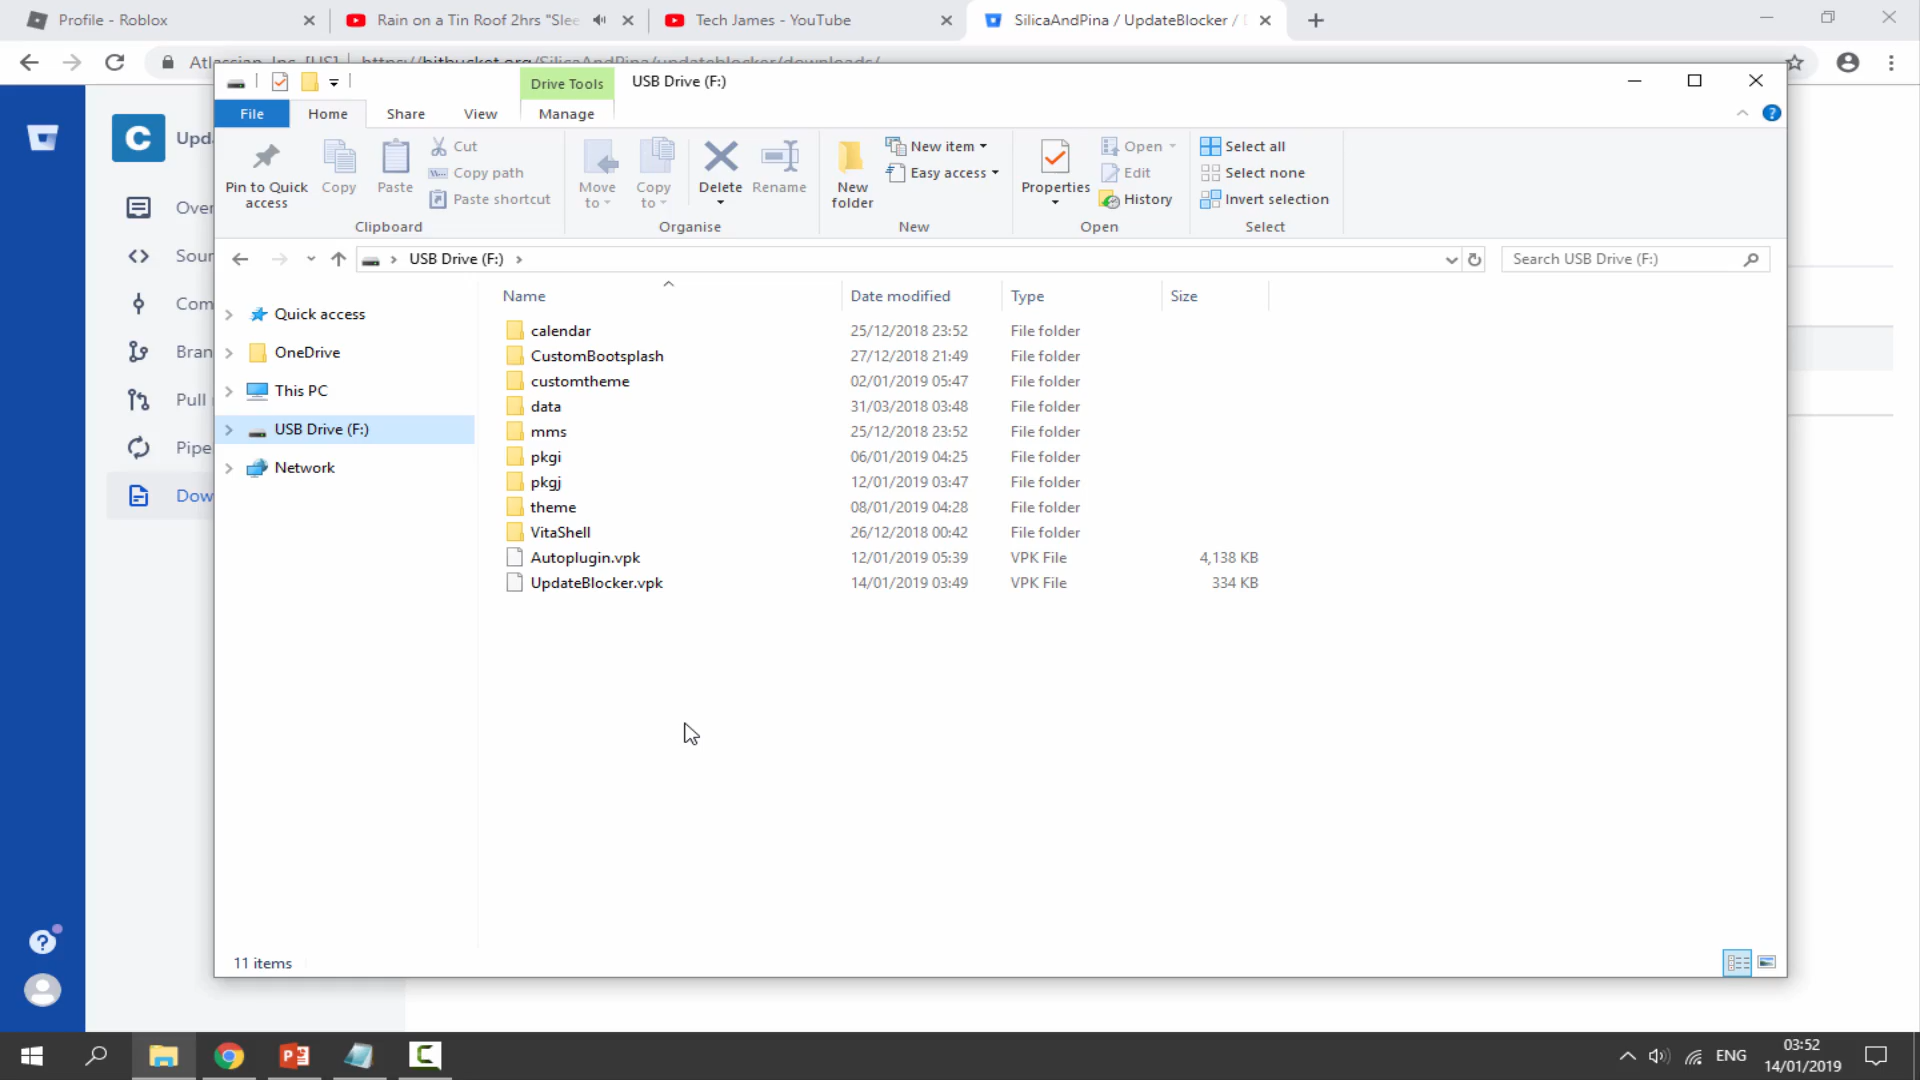 Profile - Roblox
Rain on a Tin Roof 2hrs "Slee
Tech James - YouTube
SilicaAndPina / UpdateBlocker /
Atlassian, Inc. [US] | https://bitbucket.org/SilicaAndPina/updateblocker/downloads/
Drive Tools
USB Drive (F:)
File
Home
Share
View
Manage
Pin to Quick access
Copy
Paste
Cut
Copy path
Paste shortcut
Clipboard
Move to
Copy to
Delete
Rename
Organise
New folder
New item
Easy access
New
Properties
Open
Edit
History
Open
Select all
Select none
Invert selection
Select
USB Drive (F:)
Search USB Drive (F:)
C
Upd
Over
Sour
Com
Bran
Pull
Pipe
Dow
Quick access
OneDrive
This PC
USB Drive (F:)
Network
Name Date modified Type Size
calendar 25/12/2018 23:52 File folder
CustomBootsplash 27/12/2018 21:49 File folder
customtheme 02/01/2019 05:47 File folder
data 31/03/2018 03:48 File folder
mms 25/12/2018 23:52 File folder
pkgi 06/01/2019 04:25 File folder
pkgj 12/01/2019 03:47 File folder
theme 08/01/2019 04:28 File folder
VitaShell 26/12/2018 00:42 File folder
Autoplugin.vpk 12/01/2019 05:39 VPK File 4,138 KB
UpdateBlocker.vpk 14/01/2019 03:49 VPK File 334 KB
11 items
ENG
03:52
14/01/2019